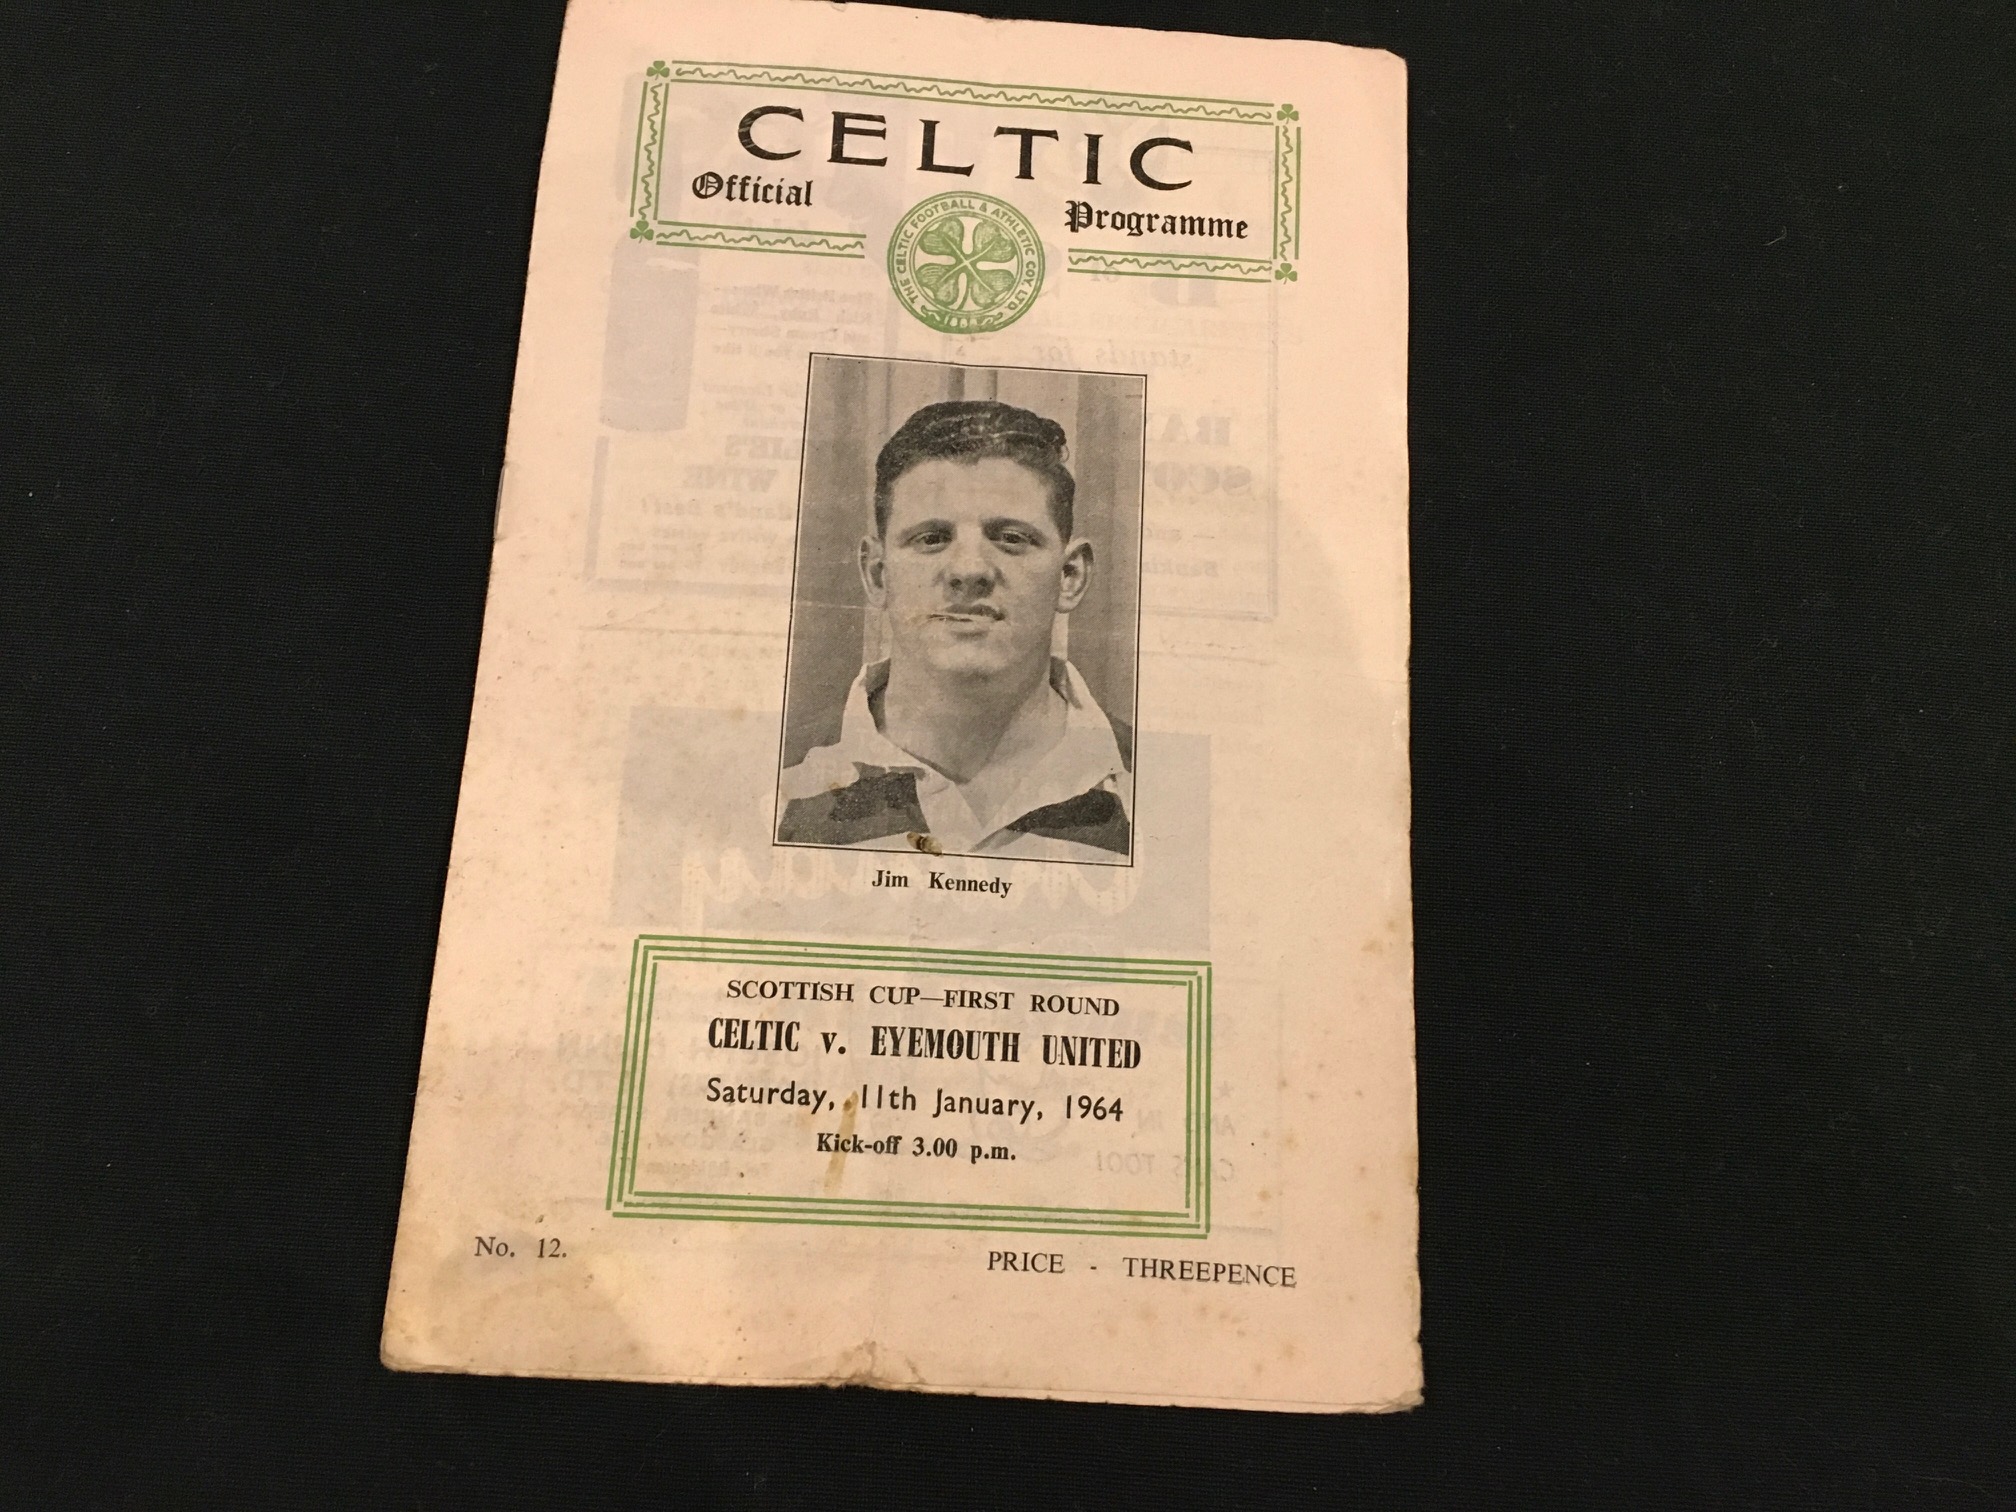 CELTIC
Official Programme
THE CELTIC FOOTBALL & ATHLETIC COY. LTD
1888
Jim Kennedy
SCOTTISH CUP—FIRST ROUND
CELTIC v. EYEMOUTH UNITED
Saturday, 11th January, 1964
Kick-off 3.00 p.m.
No. 12.
PRICE - THREEPENCE